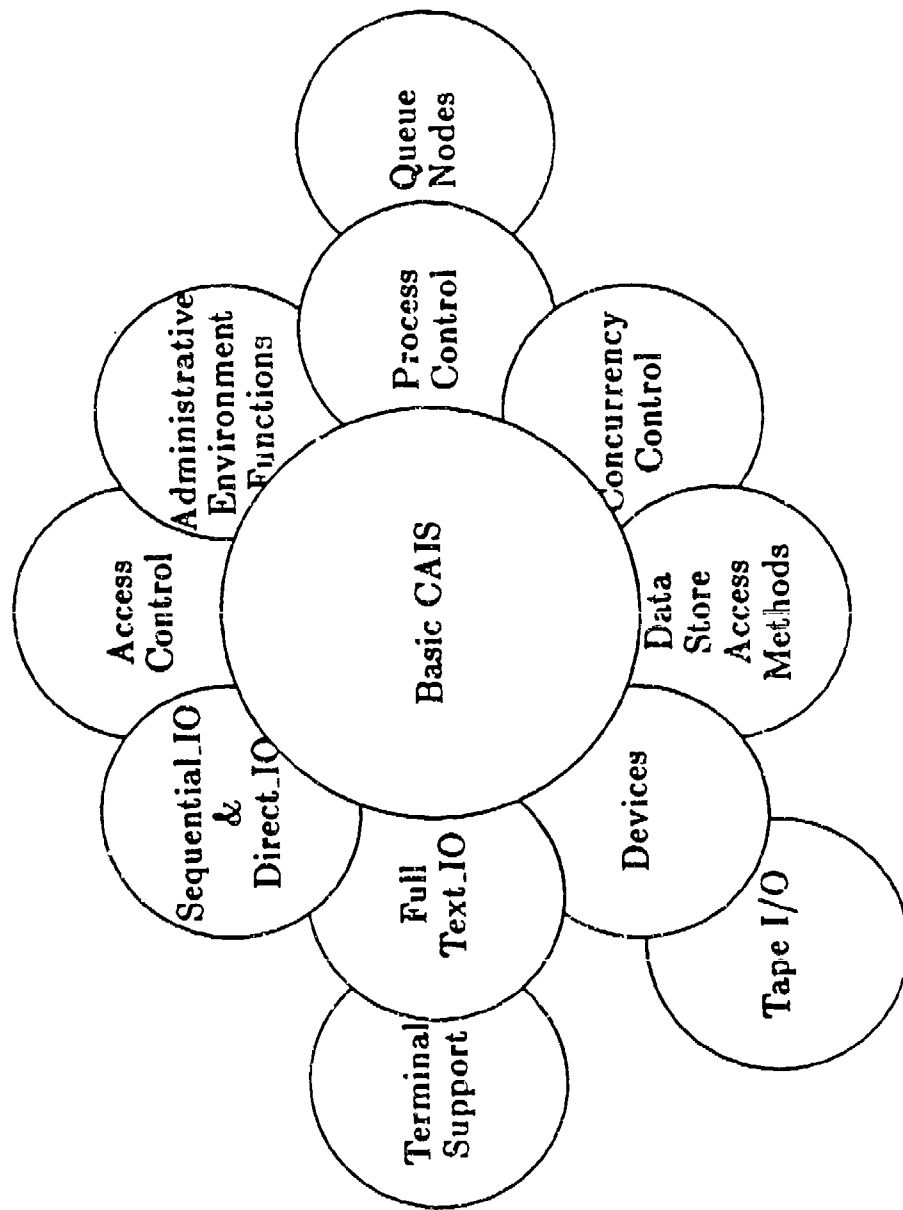 Access
Control
Sequential_IO
&
Direct_IO
Administrative
Environment
Functions
Terminal
Support
Full
Text_IO
Basic CAIS
Process
Control
Queue
Nodes
Devices
Concurrency
Control
Data
Store
Access
Methods
Tape I/O